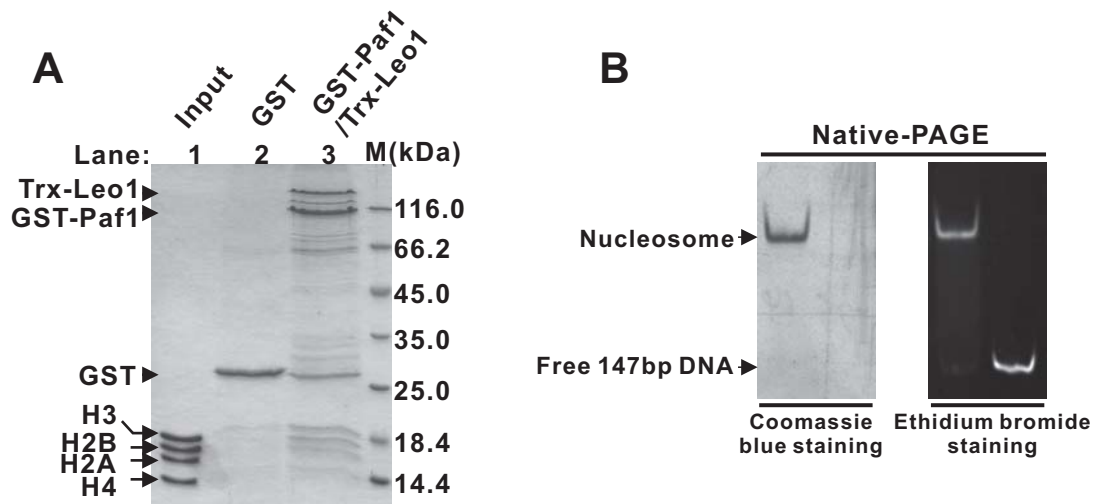 A
Input
GST
GST-Paf1
/Trx-Leo1
Lane: 1 2 3 M(kDa)
Trx-Leo1
GST-Paf1
116.0
66.2
45.0
35.0
GST
25.0
H3
H2B
H2A
H4
18.4
14.4
B
Native-PAGE
Nucleosome
Free 147bp DNA
Coomassie
blue staining
Ethidium bromide
staining